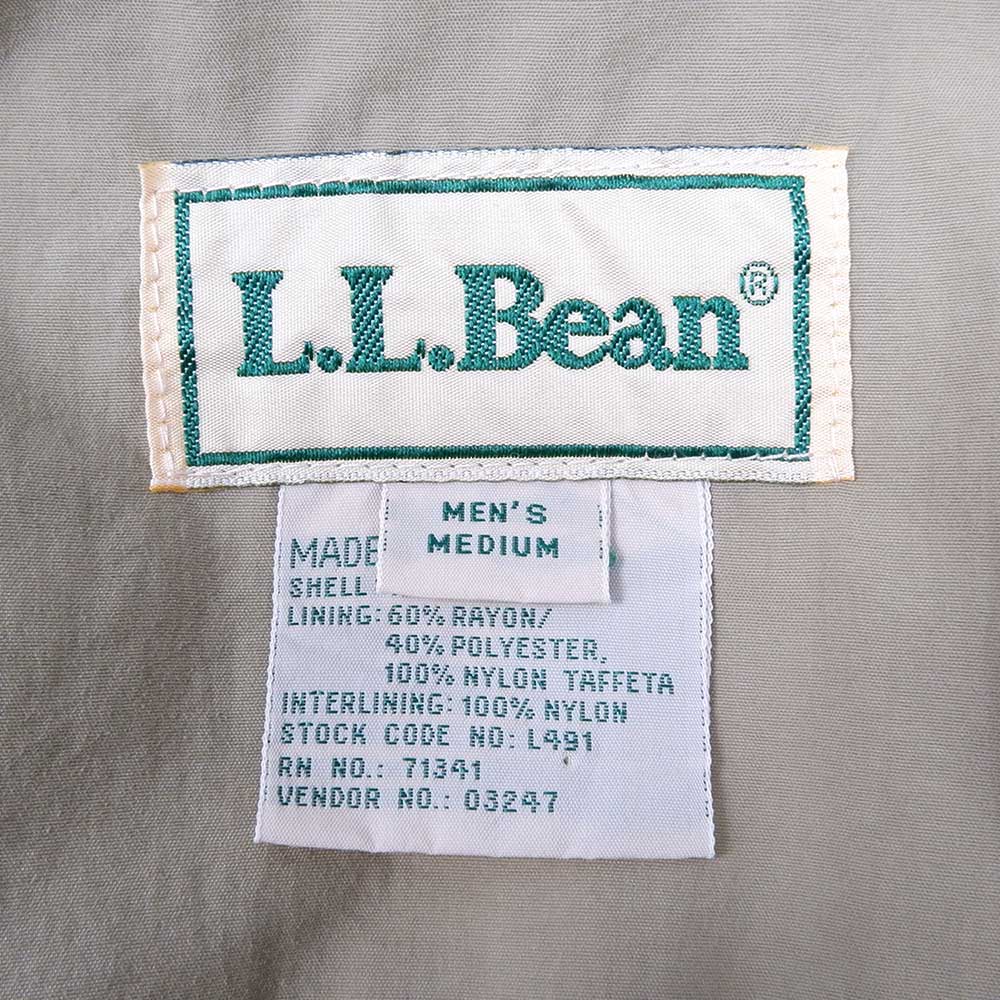 L.L.Bean®
MEN'S
MEDIUM
MADE
SHELL
LINING: 60% RAYON/
40% POLYESTER,
100% NYLON TAFFETA
INTERLINING: 100% NYLON
STOCK CODE NO: L491
RN NO.: 71341
VENDOR NO.: 03247